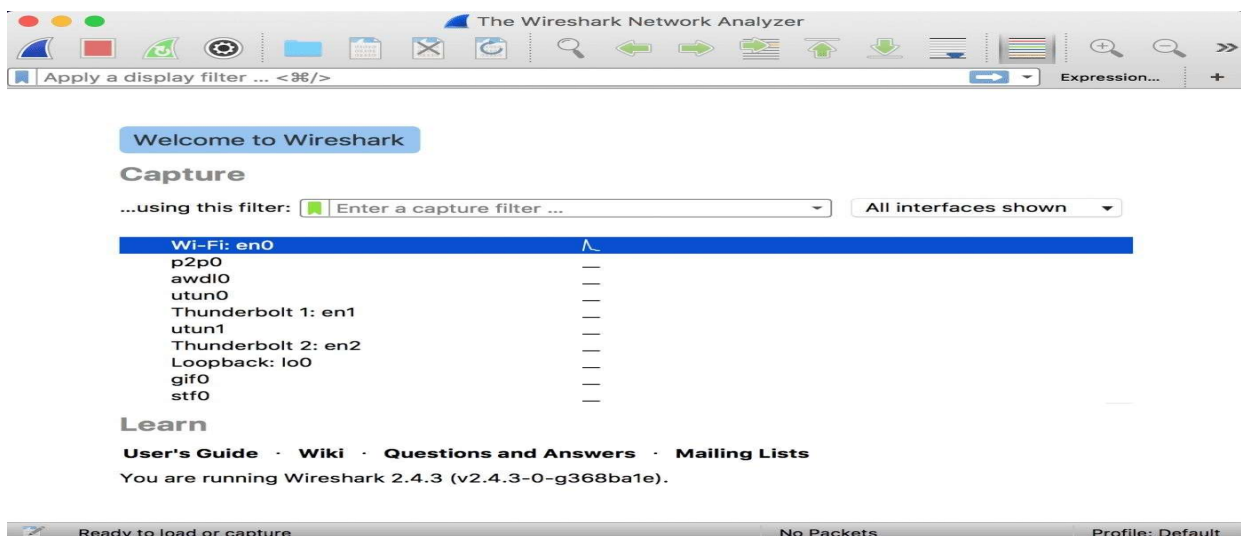 The Wireshark Network Analyzer
Apply a display filter ... <⌘/>
Expression... +
Welcome to Wireshark
Capture
...using this filter: Enter a capture filter ... All interfaces shown
Wi-Fi: en0
p2p0
awdl0
utun0
Thunderbolt 1: en1
utun1
Thunderbolt 2: en2
Loopback: lo0
gif0
stf0
Learn
User's Guide · Wiki · Questions and Answers · Mailing Lists
You are running Wireshark 2.4.3 (v2.4.3-0-g368ba1e).
Ready to load or capture No Packets Profile: Default